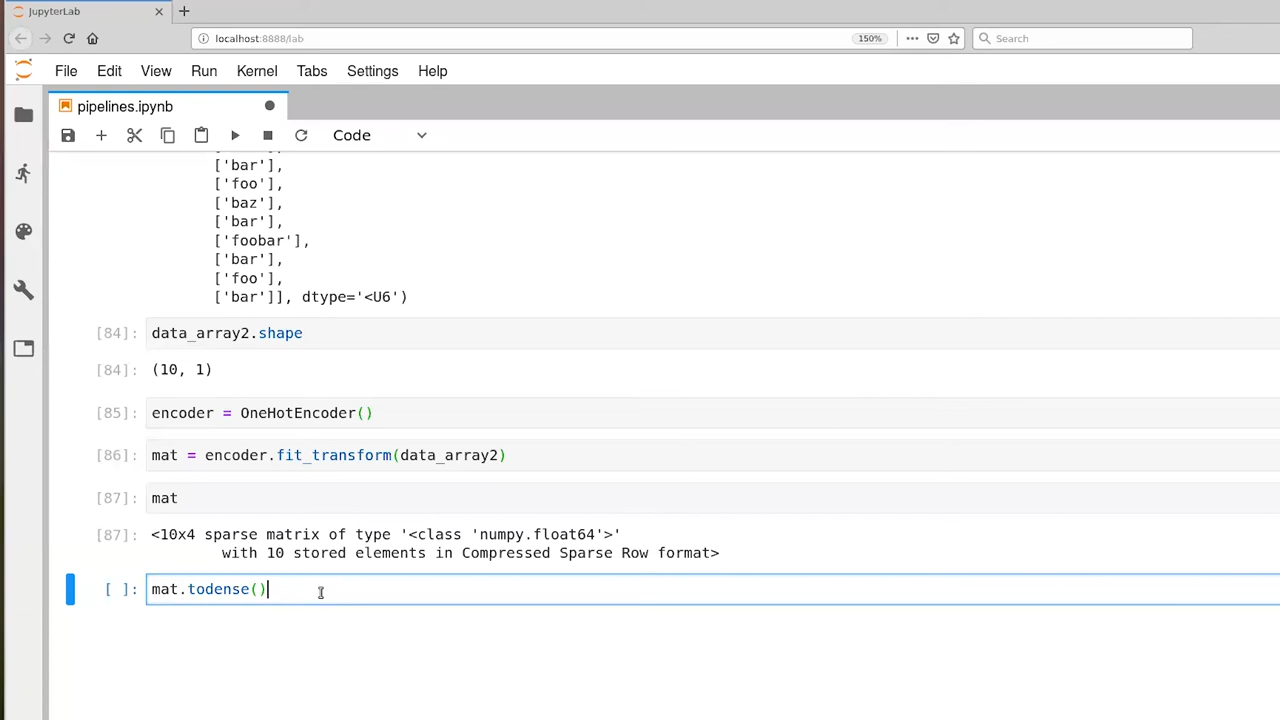 JupyterLab
localhost:8888/lab
150%
Search
File Edit View Run Kernel Tabs Settings Help
pipelines.ipynb
Code
['bar'],
['foo'],
['baz'],
['bar'],
['foobar'],
['bar'],
['foo'],
['bar']], dtype='<U6')
[84]: data_array2.shape
[84]: (10, 1)
[85]: encoder = OneHotEncoder()
[86]: mat = encoder.fit_transform(data_array2)
[87]: mat
[87]: <10x4 sparse matrix of type '<class 'numpy.float64'>'
with 10 stored elements in Compressed Sparse Row format>
[ ]: mat.todense()